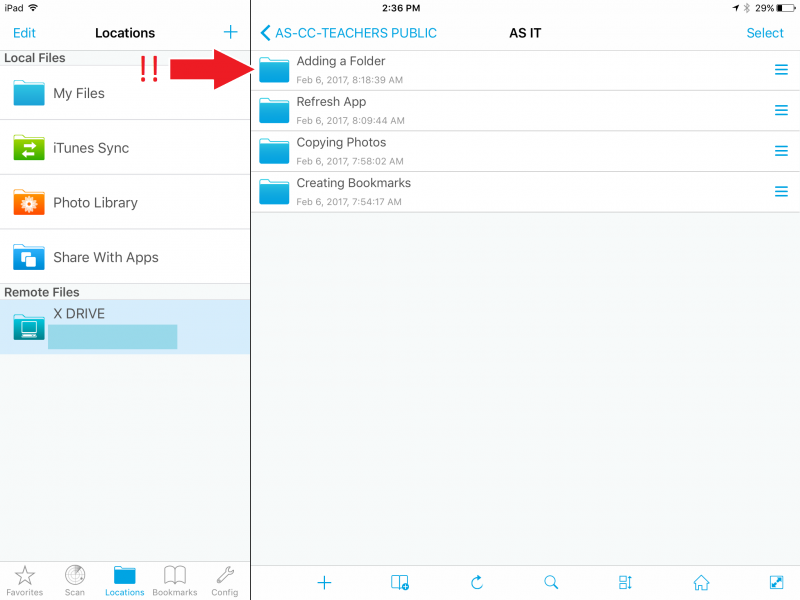 iPad 2:36 PM 29%
Edit Locations +
AS-CC-TEACHERS PUBLIC AS IT Select
Local Files
!!
My Files
iTunes Sync
Photo Library
Share With Apps
Remote Files
X DRIVE
Adding a Folder
Feb 6, 2017, 8:18:39 AM
Refresh App
Feb 6, 2017, 8:09:44 AM
Copying Photos
Feb 6, 2017, 7:58:02 AM
Creating Bookmarks
Feb 6, 2017, 7:54:17 AM
Favorites Scan Locations Bookmarks Config